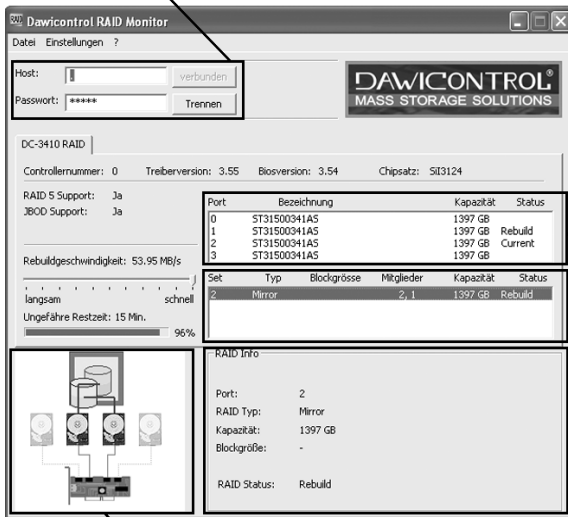 Dawicontrol RAID Monitor
Datei Einstellungen ?
Host:
verbunden
Passwort: *****
Trennen
DAWICONTROL®
MASS STORAGE SOLUTIONS
DC-3410 RAID
Controllernummer: 0 Treiberversion: 3.55 Biosversion: 3.54 Chipsatz: SiI3124
RAID 5 Support: Ja
JBOD Support: Ja
Port Bezeichnung Kapazität Status
0 ST31500341AS 1397 GB
1 ST31500341AS 1397 GB Rebuild
2 ST31500341AS 1397 GB Current
3 ST31500341AS 1397 GB
Rebuildgeschwindigkeit: 53.95 MB/s
langsam schnell
Ungefähre Restzeit: 15 Min.
96%
Set Typ Blockgrösse Mitglieder Kapazität Status
2 Mirror 2, 1 1397 GB Rebuild
RAID Info
Port: 2
RAID Typ: Mirror
Kapazität: 1397 GB
Blockgröße: -
RAID Status: Rebuild